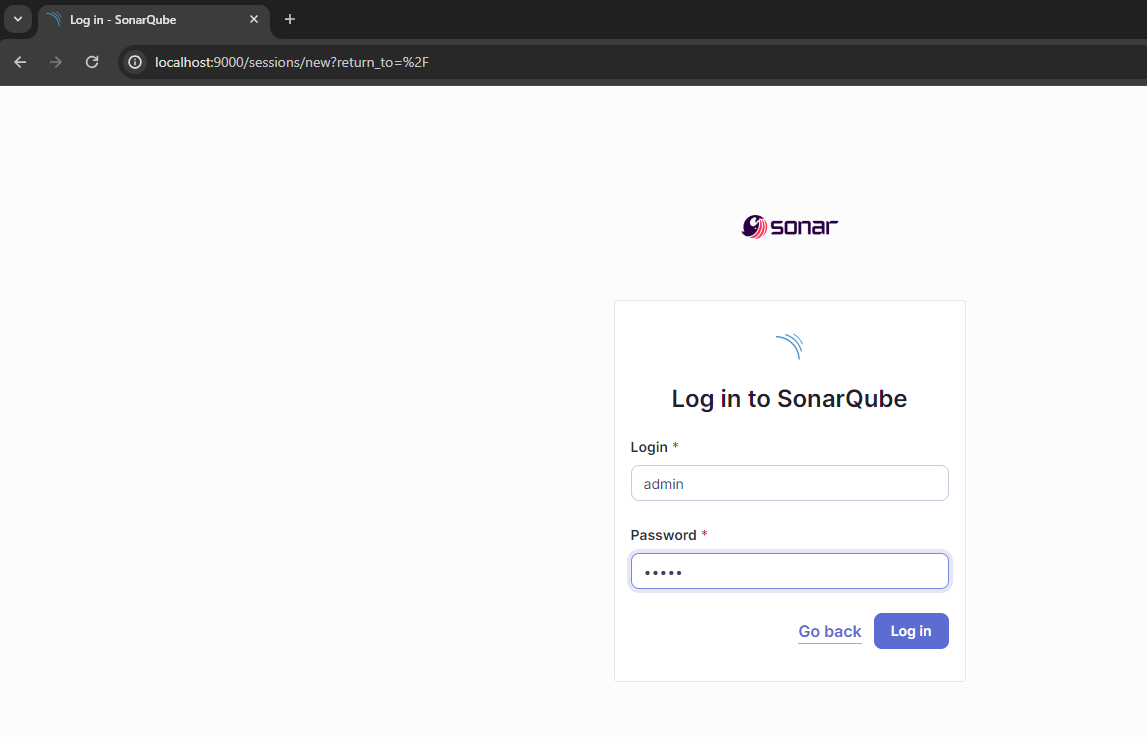 Log in - SonarQube
localhost:9000/sessions/new?return_to=%2F
sonar
Log in to SonarQube
Login *
admin
Password *
•••••
Go back Log in